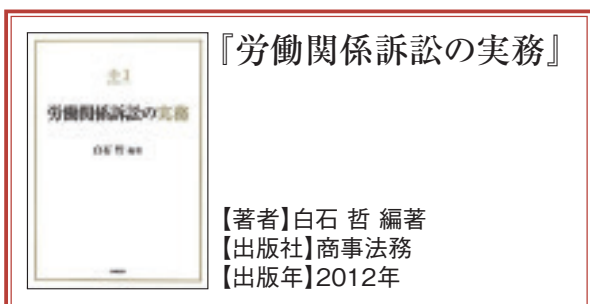 『労働関係訴訟の実務』
労働関係訴訟の実務
白石 哲 編著
【著者】白石 哲 編著
【出版社】商事法務
【出版年】2012年